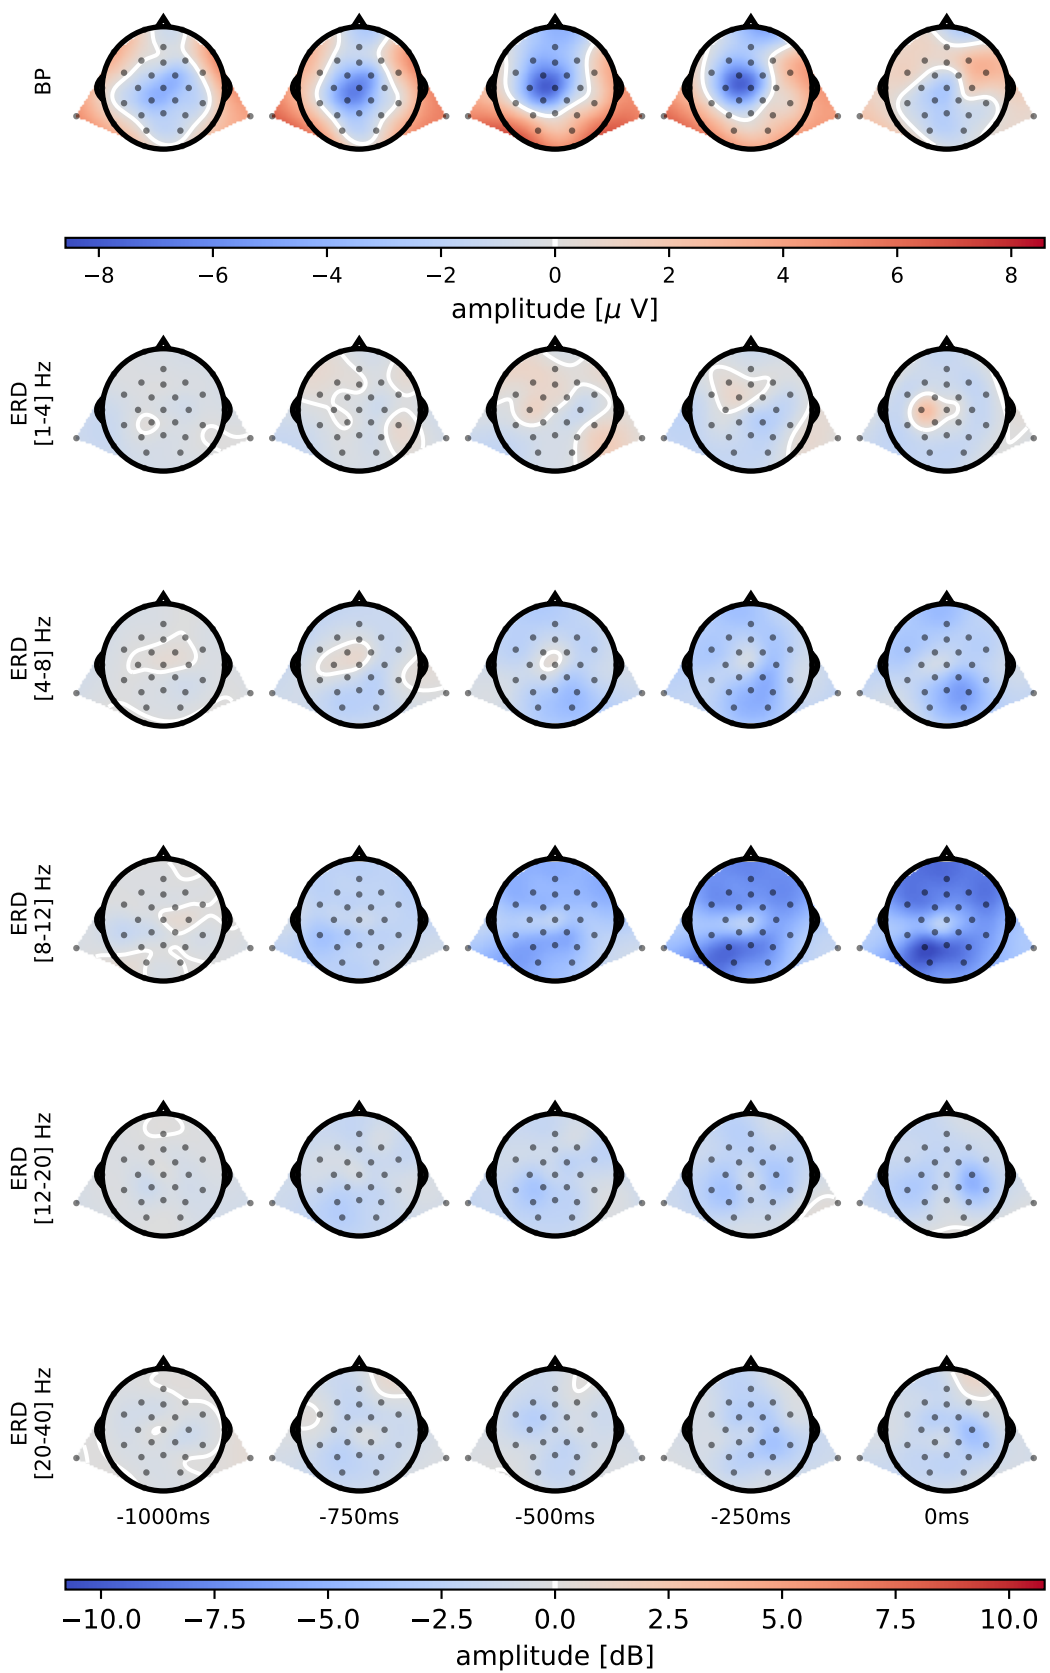 BP
−8 −6 −4 −2 0 2 4 6 8
amplitude [μ V]
ERD
[1-4] Hz
ERD
[4-8] Hz
ERD
[8-12] Hz
ERD
[12-20] Hz
ERD
[20-40] Hz
-1000ms -750ms -500ms -250ms 0ms
−10.0 −7.5 −5.0 −2.5 0.0 2.5 5.0 7.5 10.0
amplitude [dB]